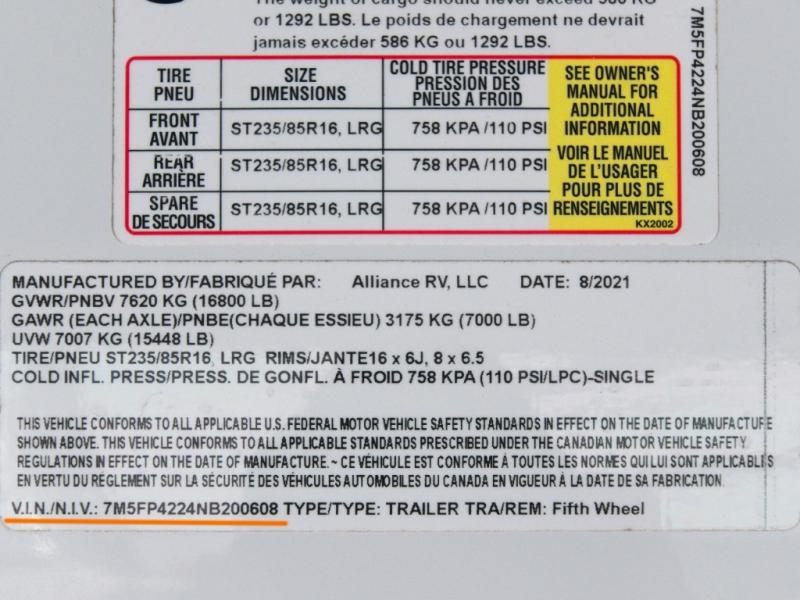 The weight of cargo should never exceed 586 KG
or 1292 LBS. Le poids de chargement ne devrait
jamais excéder 586 KG ou 1292 LBS.
TIRE PNEU SIZE DIMENSIONS COLD TIRE PRESSURE PRESSION DES PNEUS A FROID
FRONT AVANT ST235/85R16, LRG 758 KPA /110 PSI
REAR ARRIÈRE ST235/85R16, LRG 758 KPA /110 PSI
SPARE DE SECOURS ST235/85R16, LRG 758 KPA /110 PSI
SEE OWNER'S
MANUAL FOR
ADDITIONAL
INFORMATION
VOIR LE MANUEL
DE L'USAGER
POUR PLUS DE
RENSEIGNEMENTS
KX2002
7M5FP4224NB200608
MANUFACTURED BY/FABRIQUÉ PAR: Alliance RV, LLC DATE: 8/2021
GVWR/PNBV 7620 KG (16800 LB)
GAWR (EACH AXLE)/PNBE(CHAQUE ESSIEU) 3175 KG (7000 LB)
UVW 7007 KG (15448 LB)
TIRE/PNEU ST235/85R16, LRG RIMS/JANTE16 x 6J, 8 x 6.5
COLD INFL. PRESS/PRESS. DE GONFL. À FROID 758 KPA (110 PSI/LPC)-SINGLE
THIS VEHICLE CONFORMS TO ALL APPLICABLE U.S. FEDERAL MOTOR VEHICLE SAFETY STANDARDS IN EFFECT ON THE DATE OF MANUFACTURE
SHOWN ABOVE. THIS VEHICLE CONFORMS TO ALL APPLICABLE STANDARDS PRESCRIBED UNDER THE CANADIAN MOTOR VEHICLE SAFETY
REGULATIONS IN EFFECT ON THE DATE OF MANUFACTURE. ~ CE VÉHICULE EST CONFORME À TOUTES LES NORMES QUI LUI SONT APPLICABLES
EN VERTU DU RÈGLEMENT SUR LA SÉCURITÉ DES VÉHICULES AUTOMOBILES DU CANADA EN VIGUEUR À LA DATE DE SA FABRICATION.
V.I.N./N.I.V.: 7M5FP4224NB200608 TYPE/TYPE: TRAILER TRA/REM: Fifth Wheel